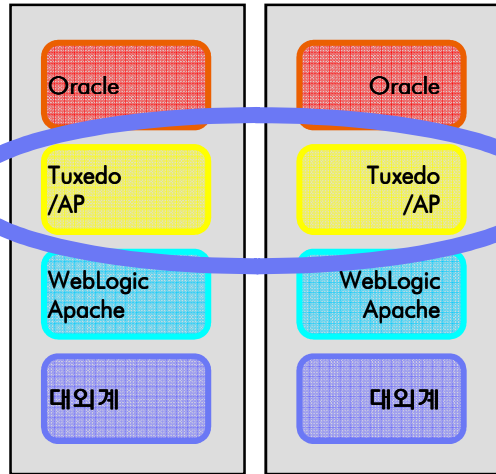 Oracle
Oracle
Tuxedo
/AP
Tuxedo
/AP
WebLogic
Apache
WebLogic
Apache
대외계
대외계